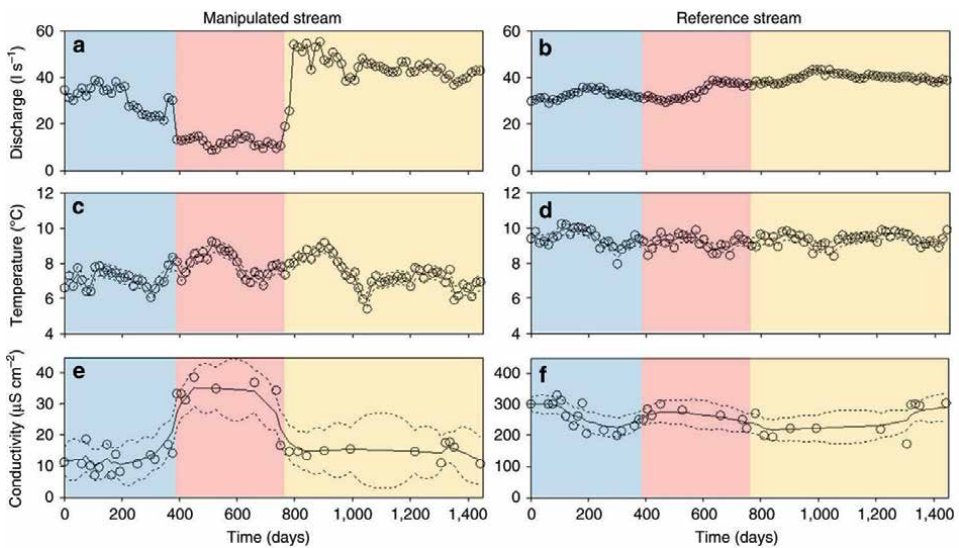 Manipulated stream
Reference stream
a
Discharge (l s⁻¹)
60
40
20
0
b
60
40
20
0
c
Temperature (°C)
12
10
8
6
4
d
12
10
8
6
4
e
Conductivity (µS cm⁻²)
40
30
20
10
0
0 200 400 600 800 1,000 1,200 1,400
Time (days)
f
400
300
200
100
0
0 200 400 600 800 1,000 1,200 1,400
Time (days)